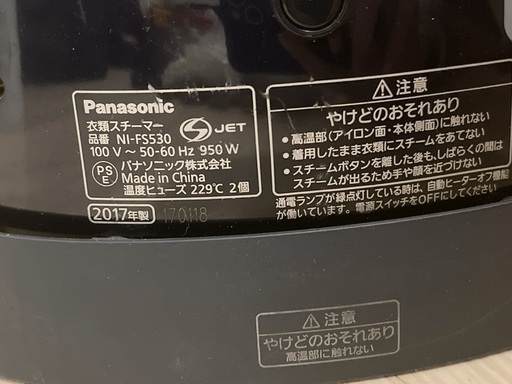 Panasonic
衣類スチーマー
品番 NI-FS530
S JET
100 V～50-60 Hz 950 W
パナソニック株式会社
PS E
Made in China
温度ヒューズ 229℃ 2個
2017年製 170118
⚠注意
やけどのおそれあり
•高温部(アイロン面・本体側面)に触れない
•着用したまま衣類にスチームをあてない
•スチームボタンを離した後も、しばらくの間は
スチームが出るため手や顔を近づけない
通電ランプが緑点灯している時は、自動ヒーターオフ機能
が働いています。電源スイッチをOFFにしてください。
⚠注意
やけどのおそれあり
高温部に触れない